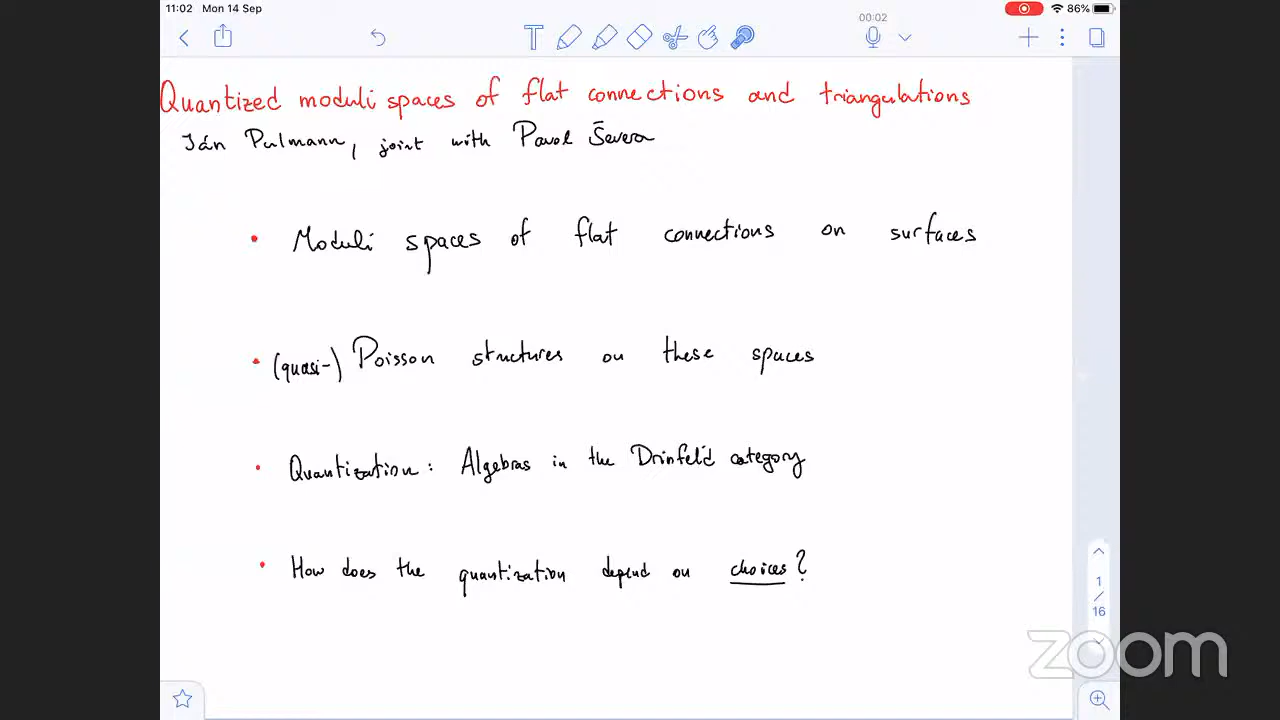 11:02 Mon 14 Sep
86%
00:02
Quantized moduli spaces of flat connections and triangulations
Ján Pulmann, joint with Pavol Ševera
• Moduli spaces of flat connections on surfaces
• (quasi-) Poisson structures on these spaces
• Quantization: Algebras in the Drinfeld category
• How does the quantization depend on choices?
1
/
16
zoom